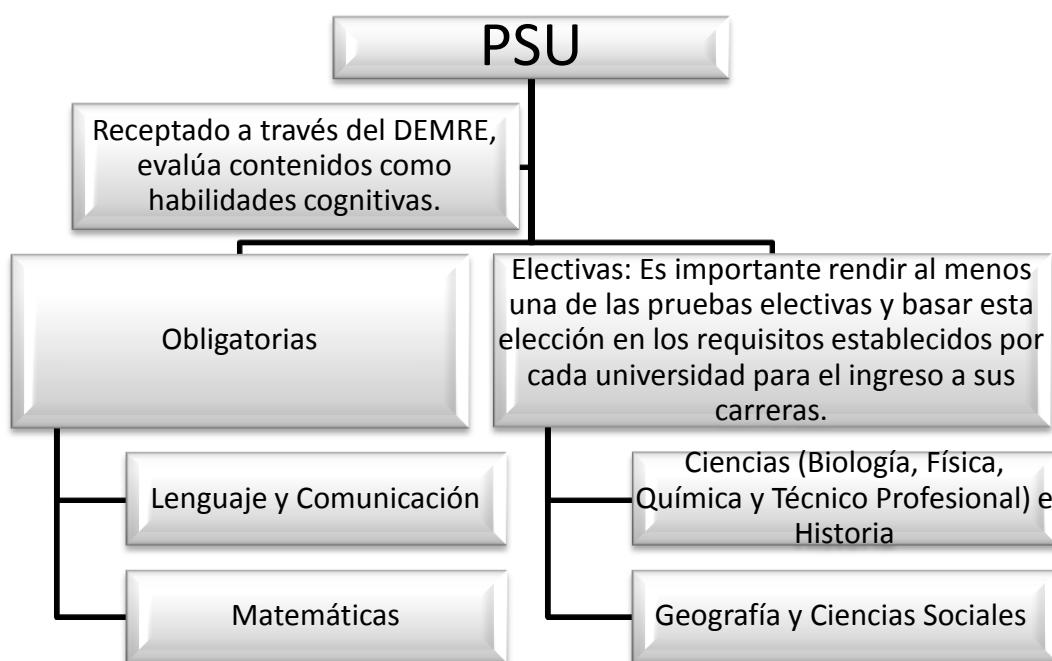 PSU
Receptado a través del DEMRE,
evalúa contenidos como
habilidades cognitivas.
Obligatorias
Electivas: Es importante rendir al menos
una de las pruebas electivas y basar esta
elección en los requisitos establecidos por
cada universidad para el ingreso a sus
carreras.
Lenguaje y Comunicación
Matemáticas
Ciencias (Biología, Física,
Química y Técnico Profesional) e
Historia
Geografía y Ciencias Sociales